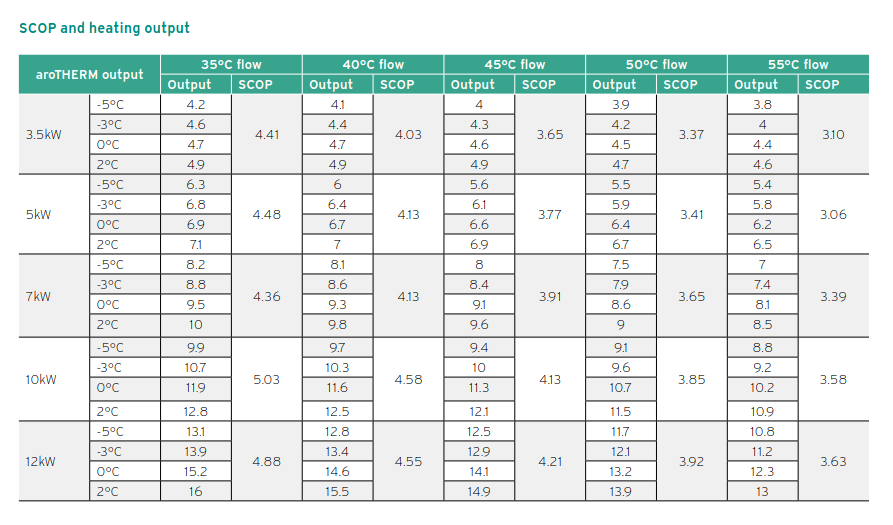 SCOP and heating output
aroTHERM output 35°C flow 40°C flow 45°C flow 50°C flow 55°C flow
Output SCOP Output SCOP Output SCOP Output SCOP Output SCOP
3.5kW -5°C 4.2 4.41 4.1 4.03 4 3.65 3.9 3.37 3.8 3.10
-3°C 4.6 4.4 4.3 4.2 4
0°C 4.7 4.7 4.6 4.5 4.4
2°C 4.9 4.9 4.9 4.7 4.6
5kW -5°C 6.3 4.48 6 4.13 5.6 3.77 5.5 3.41 5.4 3.06
-3°C 6.8 6.4 6.1 5.9 5.8
0°C 6.9 6.7 6.6 6.4 6.2
2°C 7.1 7 6.9 6.7 6.5
7kW -5°C 8.2 4.36 8.1 4.13 8 3.91 7.5 3.65 7 3.39
-3°C 8.8 8.6 8.4 7.9 7.4
0°C 9.5 9.3 9.1 8.6 8.1
2°C 10 9.8 9.6 9 8.5
10kW -5°C 9.9 5.03 9.7 4.58 9.4 4.13 9.1 3.85 8.8 3.58
-3°C 10.7 10.3 10 9.6 9.2
0°C 11.9 11.6 11.3 10.7 10.2
2°C 12.8 12.5 12.1 11.5 10.9
12kW -5°C 13.1 4.88 12.8 4.55 12.5 4.21 11.7 3.92 10.8 3.63
-3°C 13.9 13.4 12.9 12.1 11.2
0°C 15.2 14.6 14.1 13.2 12.3
2°C 16 15.5 14.9 13.9 13